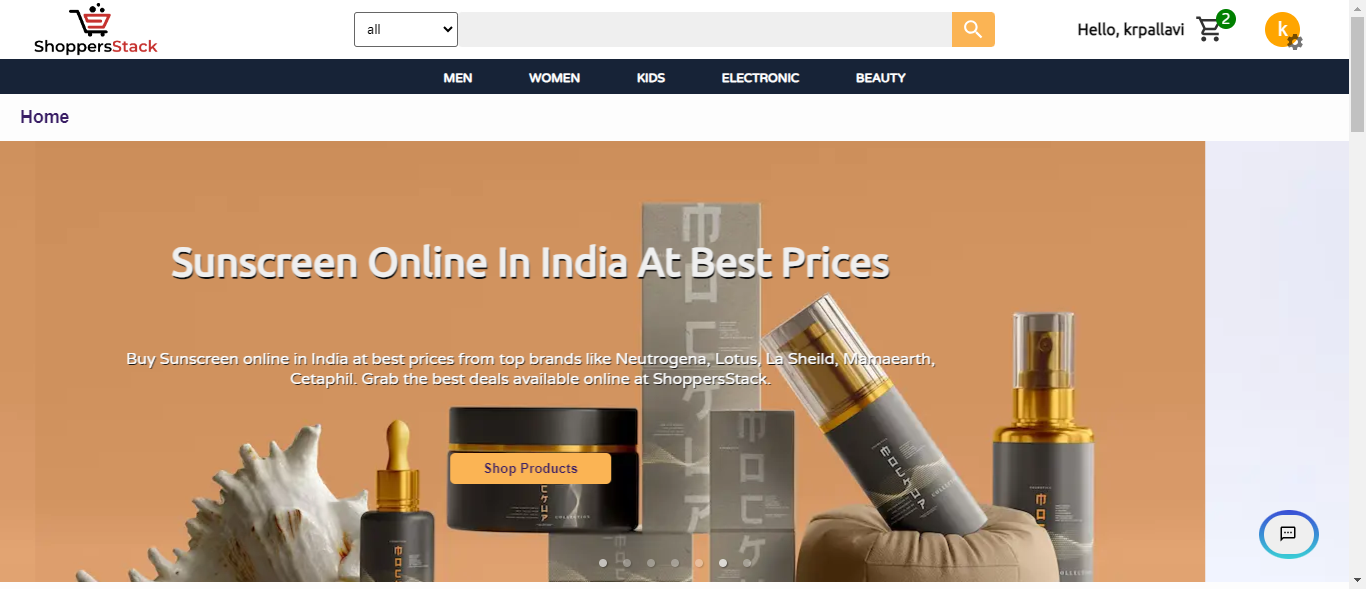 ShoppersStack
all
Hello, krpallavi
2
k
MEN WOMEN KIDS ELECTRONIC BEAUTY
Home
Sunscreen Online In India At Best Prices
Buy Sunscreen online in India at best prices from top brands like Neutrogena, Lotus, La Sheild, Mamaearth,
Cetaphil. Grab the best deals available online at ShoppersStack.
Shop Products